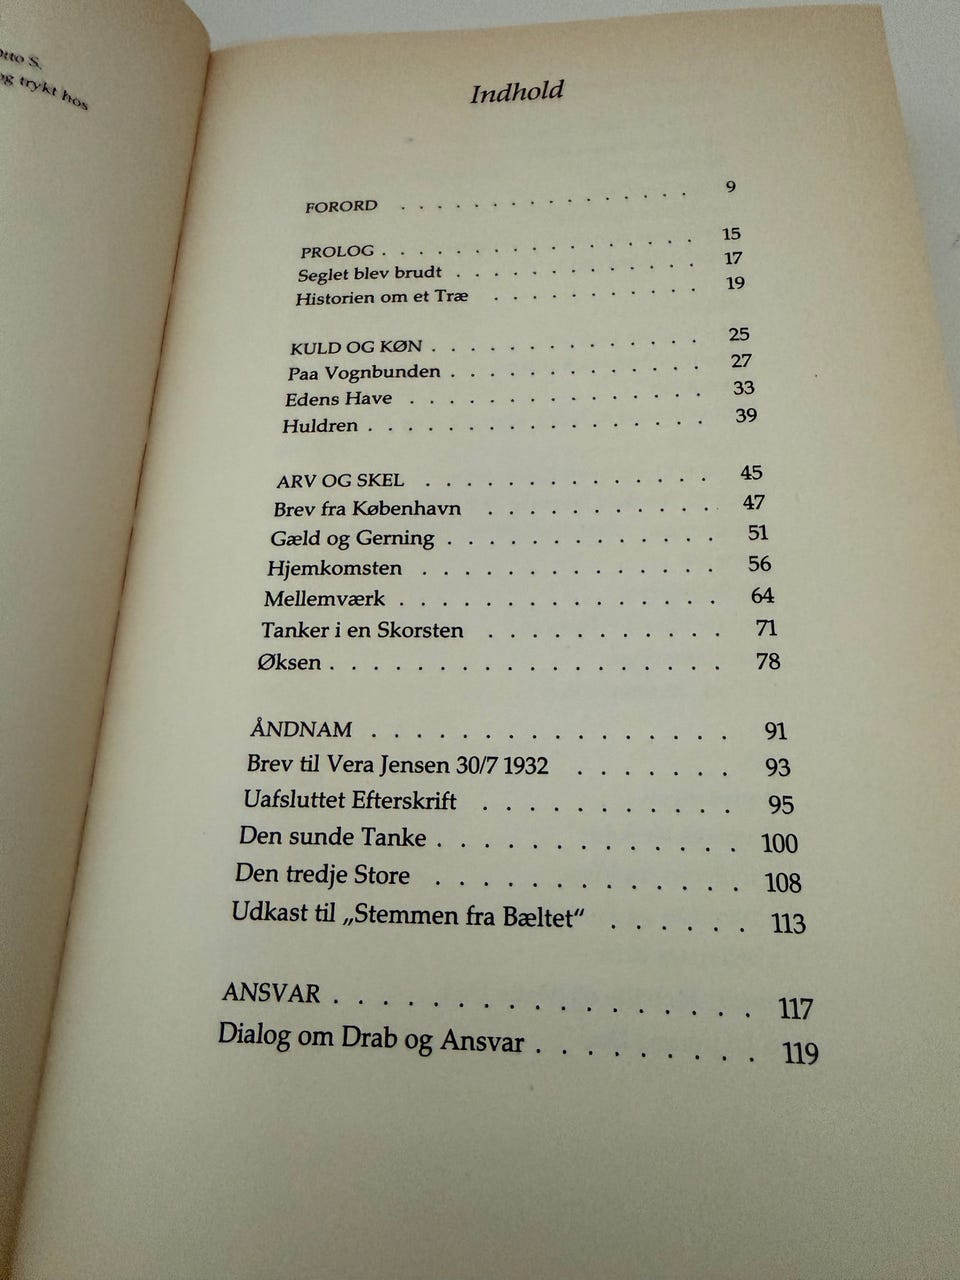 Otto S.
og trykt hos
Indhold
FORORD . . . . . . . . . . . . . . . . 9
PROLOG . . . . . . . . . . . . . . . . . 15
Seglet blev brudt . . . . . . . . . . . . . 17
Historien om et Træ . . . . . . . . . . . 19
KULD OG KØN . . . . . . . . . . . . . . 25
Paa Vognbunden . . . . . . . . . . . . . 27
Edens Have . . . . . . . . . . . . . . . 33
Huldren . . . . . . . . . . . . . . . . . 39
ARV OG SKEL . . . . . . . . . . . . . 45
Brev fra København . . . . . . . . . . . 47
Gæld og Gerning . . . . . . . . . . . . . 51
Hjemkomsten . . . . . . . . . . . . . . 56
Mellemværk . . . . . . . . . . . . . . . 64
Tanker i en Skorsten . . . . . . . . . . . 71
Øksen . . . . . . . . . . . . . . . . . . 78
ÅNDNAM . . . . . . . . . . . . . . . . 91
Brev til Vera Jensen 30/7 1932 . . . . . . . 93
Uafsluttet Efterskrift . . . . . . . . . . . 95
Den sunde Tanke . . . . . . . . . . . . . 100
Den tredje Store . . . . . . . . . . . . . 108
Udkast til „Stemmen fra Bæltet“ . . . . . . 113
ANSVAR . . . . . . . . . . . . . . . . . 117
Dialog om Drab og Ansvar . . . . . . . . . 119